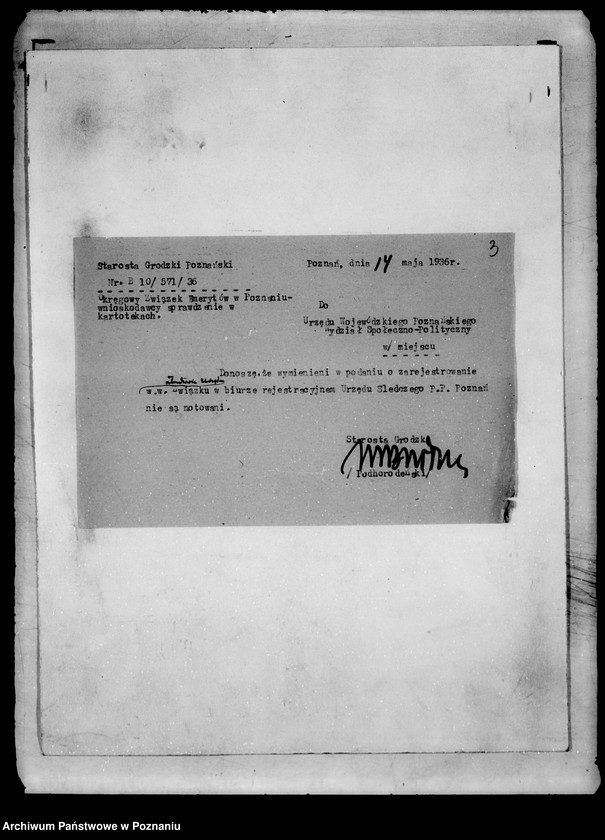 3
Starosta Grodzki Poznański
Nr. B 10/ 571/ 36
Okręgowy Związek Emerytów w Poznaniu-
wnioskodawcy sprawdzenie w
kartotekach.
Poznań, dnia 14 maja 1936r.
Do
Urzędu Wojewódzkiego Poznańskiego
Wydział Społeczno-Polityczny
w/ miejscu
Donoszę, że wymienieni w podaniu o zarejestrowanie
w.w. Związku w biurze rejestracyjnem Urzędu Śledczego P.P. Poznań
nie są notowani.
Starosta Grodzki
/ Podhorodeński/
Archiwum Państwowe w Poznaniu